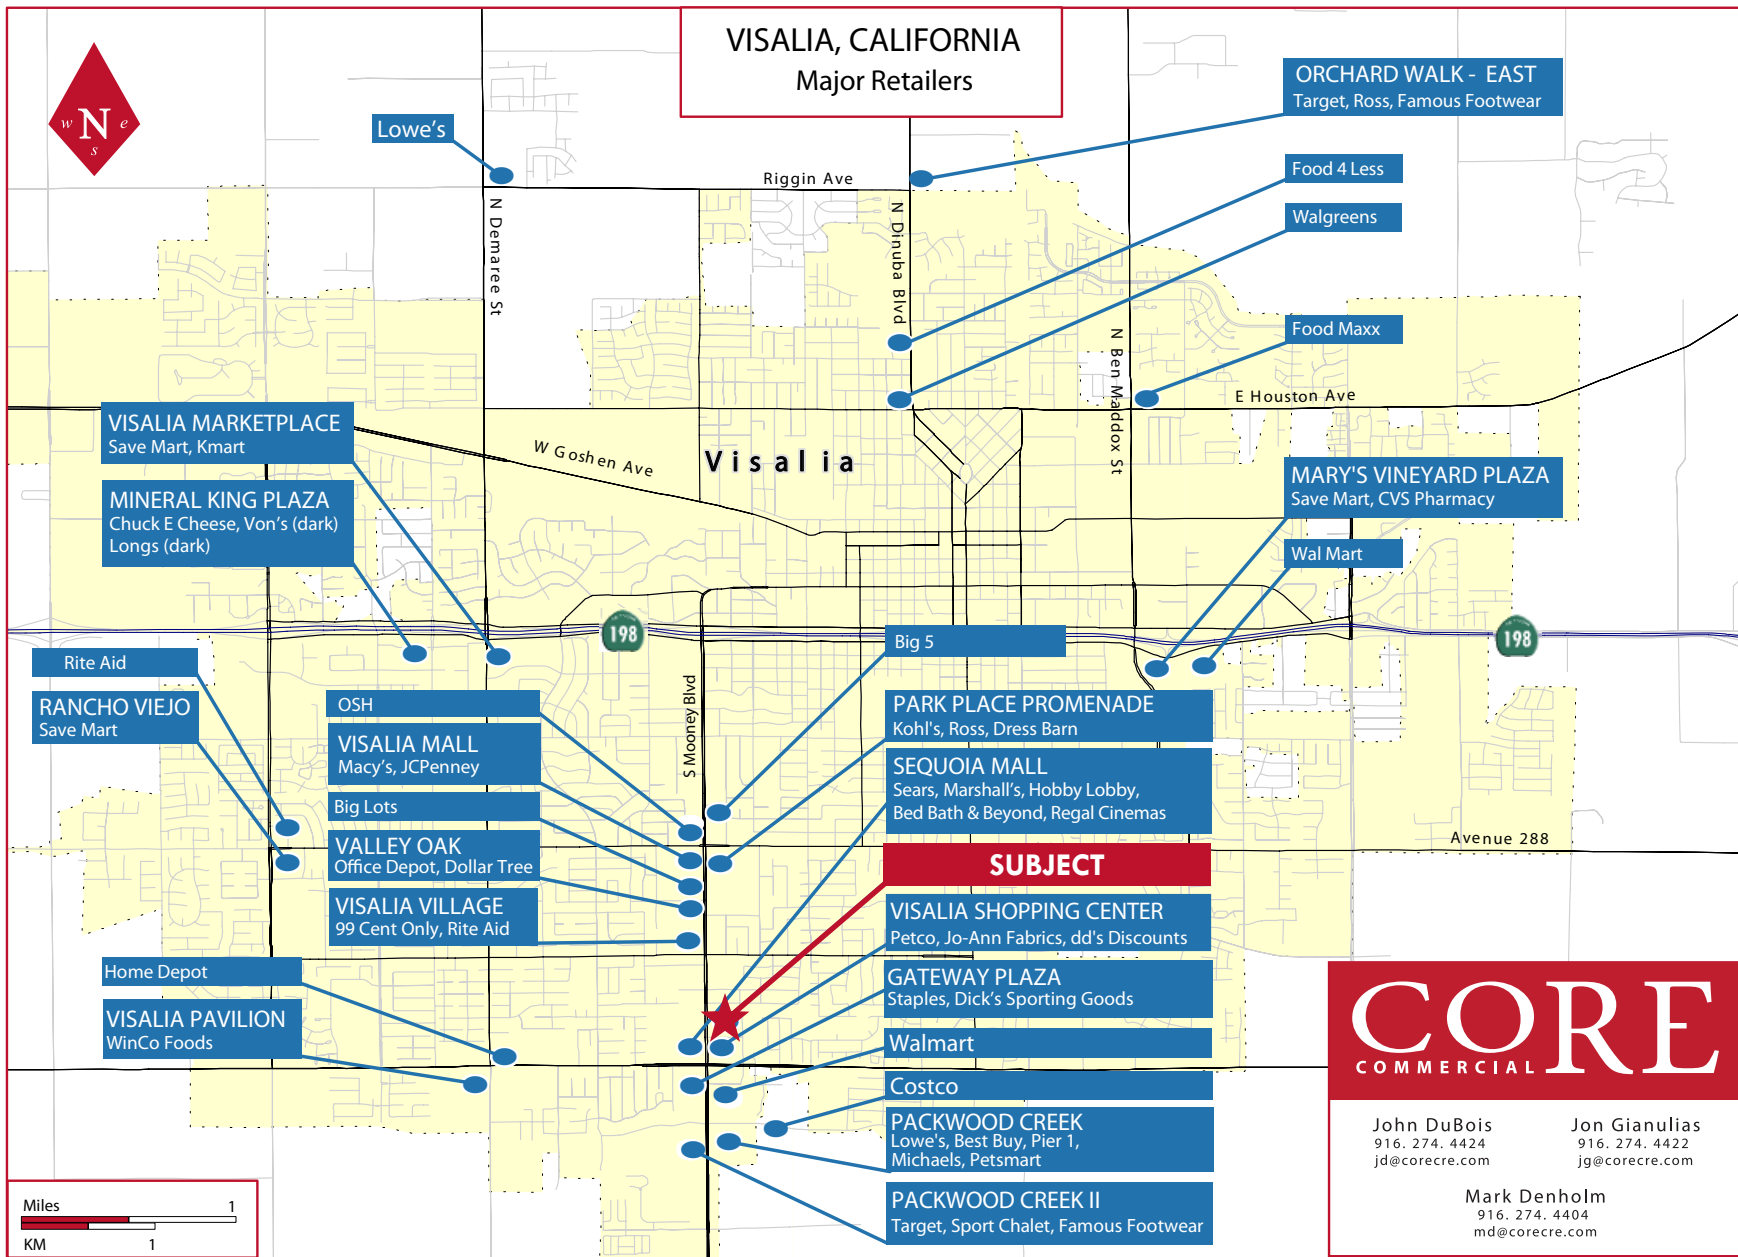 VISALIA, CALIFORNIA
Major Retailers
w N e
s
Lowe's
ORCHARD WALK - EAST
Target, Ross, Famous Footwear
Food 4 Less
Walgreens
Riggin Ave
N Demaree St
N Dinuba Blvd
N Ben Maddox St
Food Maxx
E Houston Ave
VISALIA MARKETPLACE
Save Mart, Kmart
W Goshen Ave
Visalia
MINERAL KING PLAZA
Chuck E Cheese, Von's (dark)
Longs (dark)
MARY'S VINEYARD PLAZA
Save Mart, CVS Pharmacy
Wal Mart
198
198
Rite Aid
RANCHO VIEJO
Save Mart
Big 5
S Mooney Blvd
OSH
VISALIA MALL
Macy's, JCPenney
Big Lots
VALLEY OAK
Office Depot, Dollar Tree
VISALIA VILLAGE
99 Cent Only, Rite Aid
PARK PLACE PROMENADE
Kohl's, Ross, Dress Barn
SEQUOIA MALL
Sears, Marshall's, Hobby Lobby,
Bed Bath & Beyond, Regal Cinemas
Avenue 288
SUBJECT
VISALIA SHOPPING CENTER
Petco, Jo-Ann Fabrics, dd's Discounts
GATEWAY PLAZA
Staples, Dick's Sporting Goods
Home Depot
VISALIA PAVILION
WinCo Foods
Walmart
Costco
PACKWOOD CREEK
Lowe's, Best Buy, Pier 1,
Michaels, Petsmart
PACKWOOD CREEK II
Target, Sport Chalet, Famous Footwear
Miles 1
KM 1
CORE
COMMERCIAL
John DuBois
916. 274. 4424
jd@corecre.com
Jon Gianulias
916. 274. 4422
jg@corecre.com
Mark Denholm
916. 274. 4404
md@corecre.com